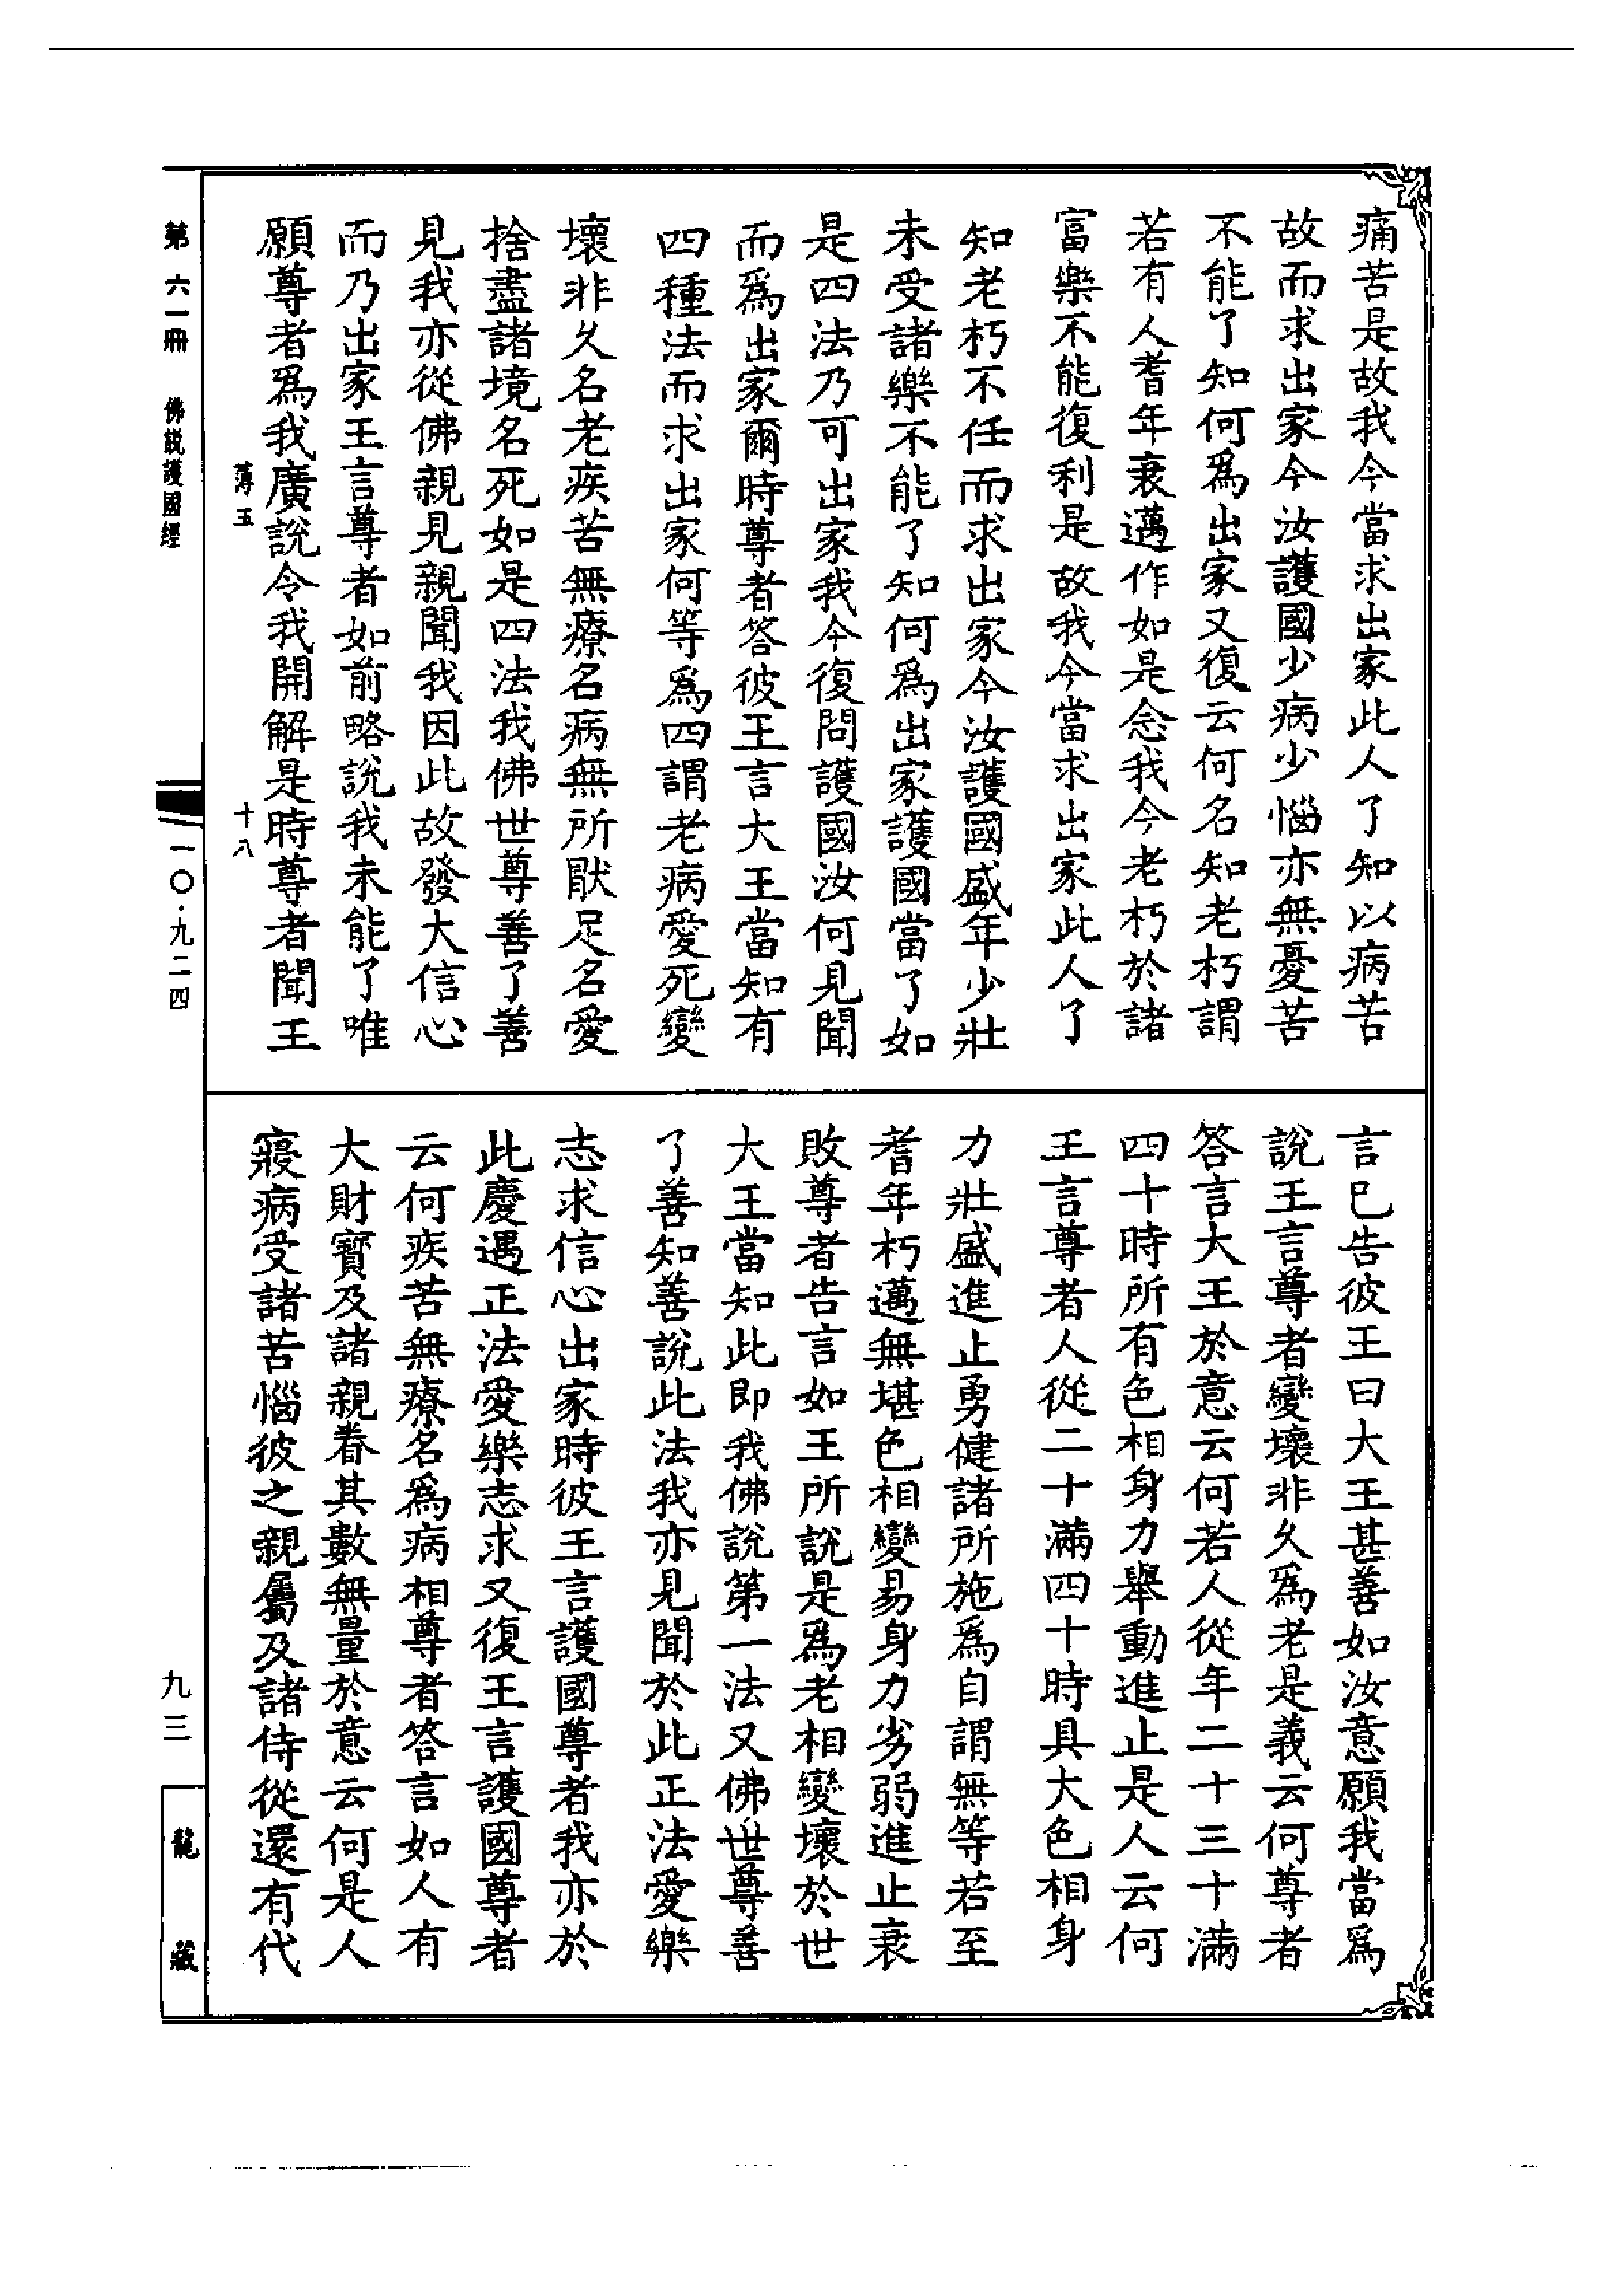 痛苦是故我今當求出家此人了知以病苦
故而求出家今汝護國少病少惱亦無憂苦
不能了知何爲出家又復云何名知老朽謂
若有人耆年衰邁作如是念我今老朽於諸
富樂不能復利是故我今當求出家此人了
知老朽不任而求出家今汝護國盛年少壯
未受諸樂不能了知何爲出家護國當了如
是四法乃可出家我今復問護國汝何見聞
而爲出家爾時尊者答彼王言大王當知有
四種法而求出家何等爲四謂老病愛死變
壞非久名老疾苦無療名病無所猒足名愛
捨盡諸境名死如是四法我佛世尊善了善
見我亦從佛親見親聞我因此故發大信心
而乃出家王言尊者如前略說我未能了唯
願尊者爲我廣說令我開解是時尊者聞王
薄五
十八
言已告彼王曰大王甚善如汝意願我當爲
說王言尊者變壞非久爲老是義云何尊者
答言大王於意云何若人從年二十三十滿
四十時所有色相身力舉動進止是人云何
王言尊者人從二十滿四十時具大色相身
力壯盛進止勇健諸所施爲自謂無等若至
耆年朽邁無堪色相變易身力劣弱進止衰
敗尊者告言如王所說是爲老相變壞於世
大王當知此即我佛說第一法又佛世尊善
了善知善說此法我亦見聞於此正法愛樂
志求信心出家時彼王言護國尊者我亦於
此慶遇正法愛樂志求又復王言護國尊者
云何疾苦無療名爲病相尊者答言如人有
大財寶及諸親眷其數無量於意云何是人
寢病受諸苦惱彼之親屬及諸侍從還有代
第六一冊
佛說護國經
一〇·九二四
九三
龍藏